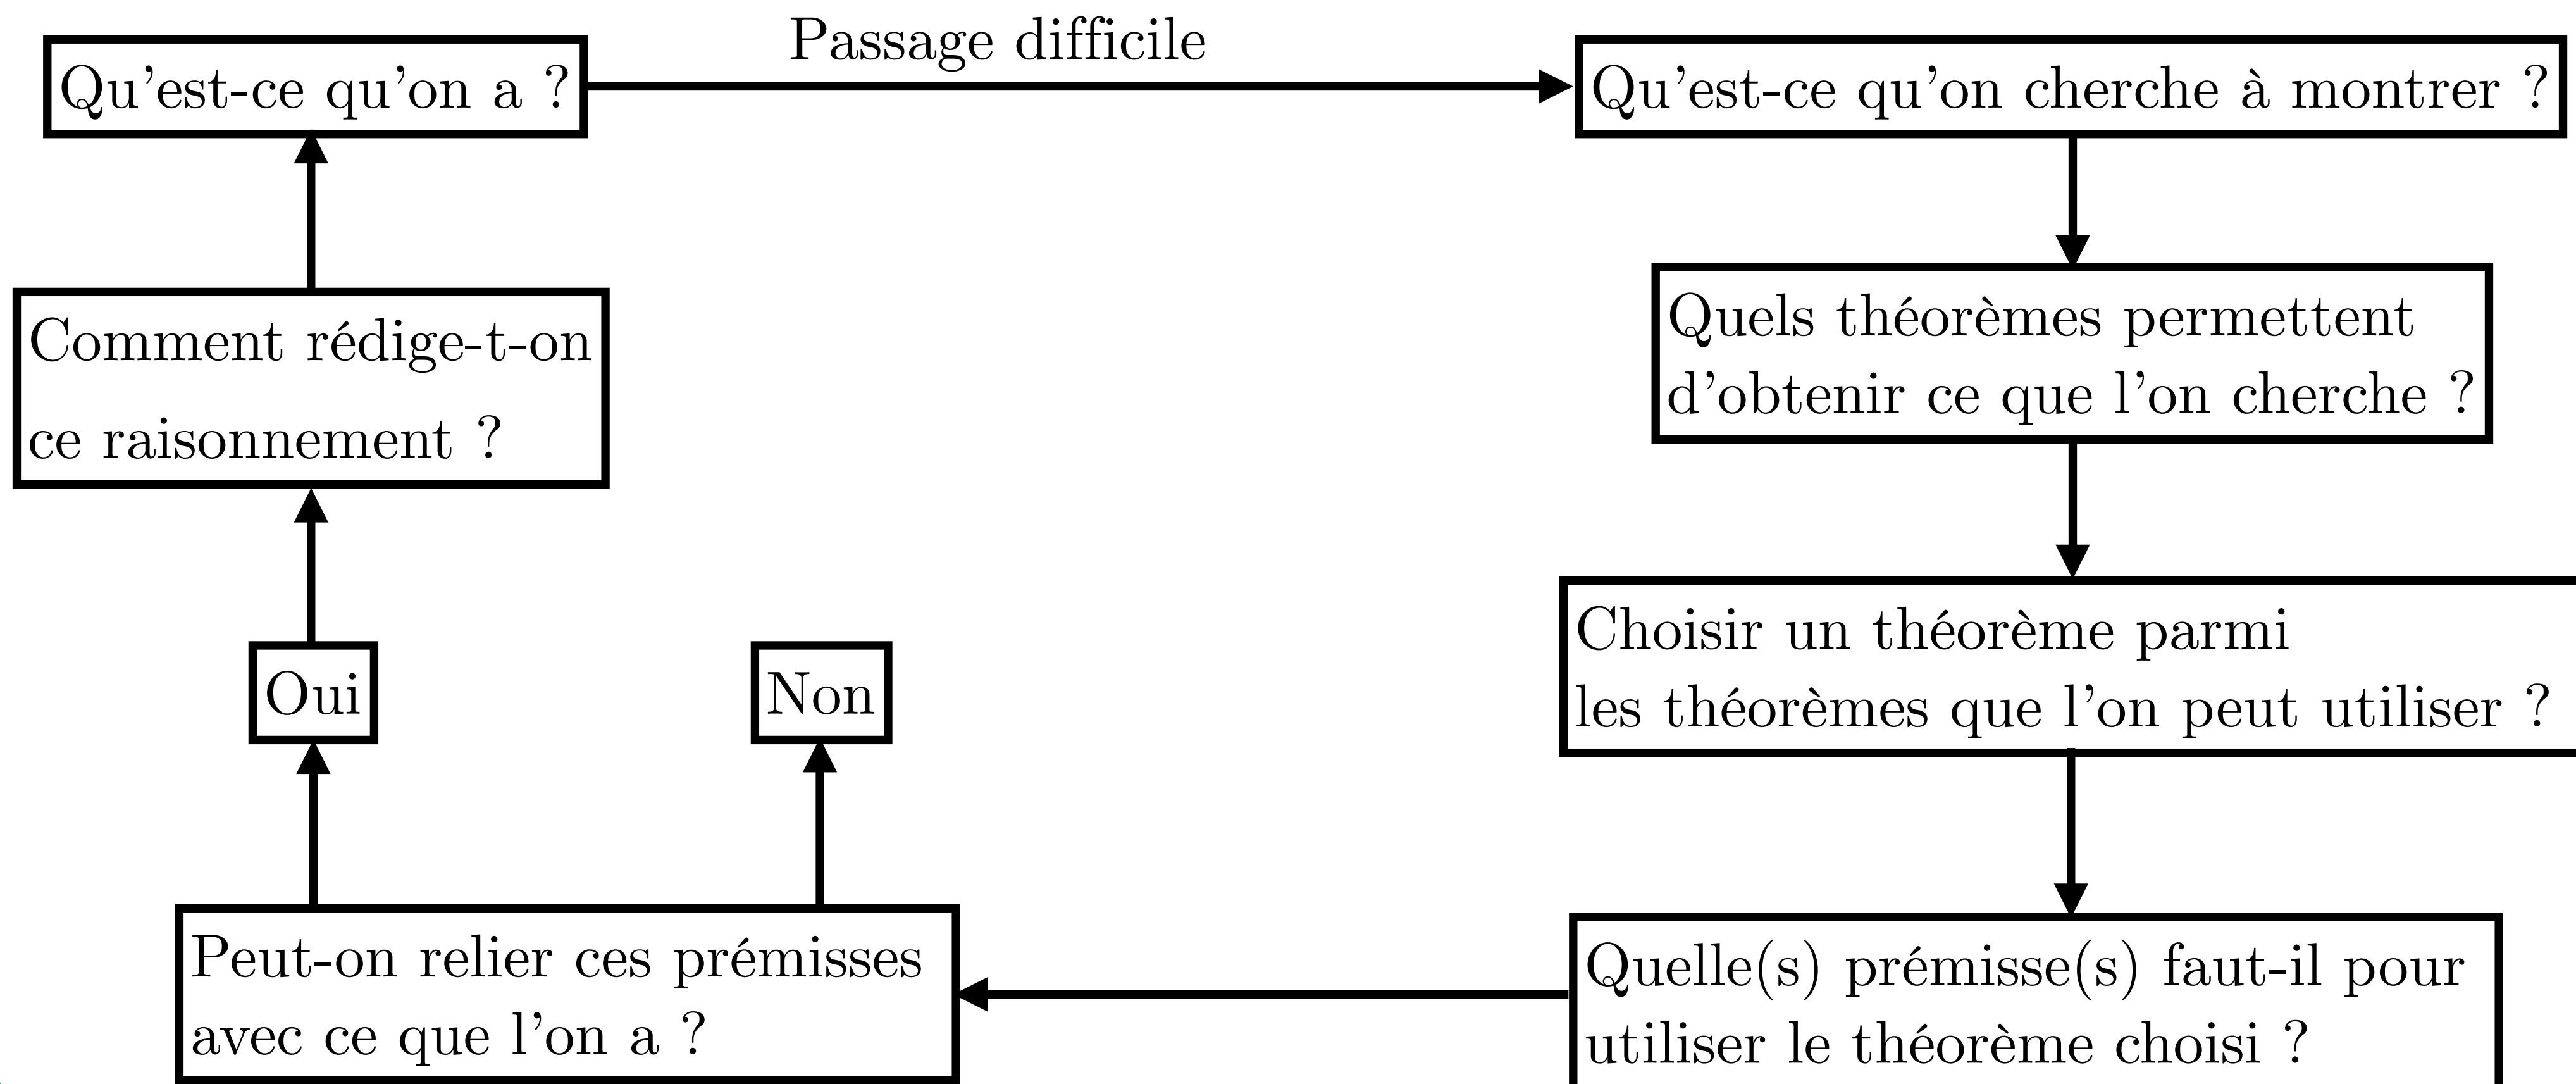 Passage difficile
Qu'est-ce qu'on a ?
Qu'est-ce qu'on cherche à montrer ?
Comment rédige-t-on
ce raisonnement ?
Quels théorèmes permettent
d'obtenir ce que l'on cherche ?
Oui
Non
Choisir un théorème parmi
les théorèmes que l'on peut utiliser ?
Peut-on relier ces prémisses
avec ce que l'on a ?
Quelle(s) prémisse(s) faut-il pour
utiliser le théorème choisi ?